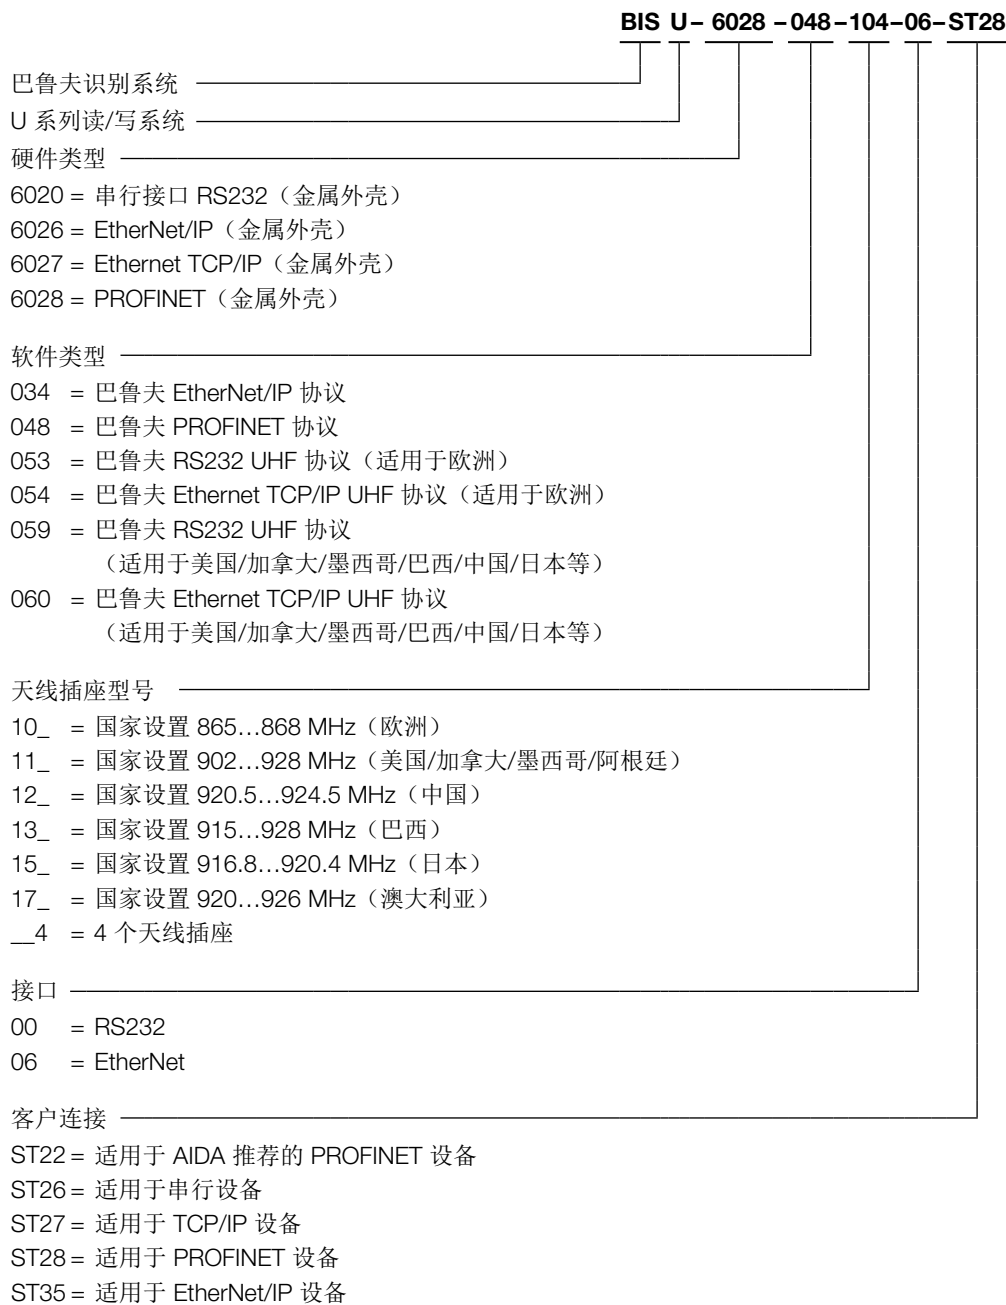 BIS U– 6028 –048–104–06–ST28
巴鲁夫识别系统
U 系列读/写系统
硬件类型
6020 = 串行接口 RS232（金属外壳）
6026 = EtherNet/IP（金属外壳）
6027 = Ethernet TCP/IP（金属外壳）
6028 = PROFINET（金属外壳）
软件类型
034 = 巴鲁夫 EtherNet/IP 协议
048 = 巴鲁夫 PROFINET 协议
053 = 巴鲁夫 RS232 UHF 协议（适用于欧洲）
054 = 巴鲁夫 Ethernet TCP/IP UHF 协议（适用于欧洲）
059 = 巴鲁夫 RS232 UHF 协议
（适用于美国/加拿大/墨西哥/巴西/中国/日本等）
060 = 巴鲁夫 Ethernet TCP/IP UHF 协议
（适用于美国/加拿大/墨西哥/巴西/中国/日本等）
天线插座型号
10_ = 国家设置 865…868 MHz（欧洲）
11_ = 国家设置 902…928 MHz（美国/加拿大/墨西哥/阿根廷）
12_ = 国家设置 920.5…924.5 MHz（中国）
13_ = 国家设置 915…928 MHz（巴西）
15_ = 国家设置 916.8…920.4 MHz（日本）
17_ = 国家设置 920…926 MHz（澳大利亚）
__4 = 4 个天线插座
接口
00 = RS232
06 = EtherNet
客户连接
ST22 = 适用于 AIDA 推荐的 PROFINET 设备
ST26 = 适用于串行设备
ST27 = 适用于 TCP/IP 设备
ST28 = 适用于 PROFINET 设备
ST35 = 适用于 EtherNet/IP 设备